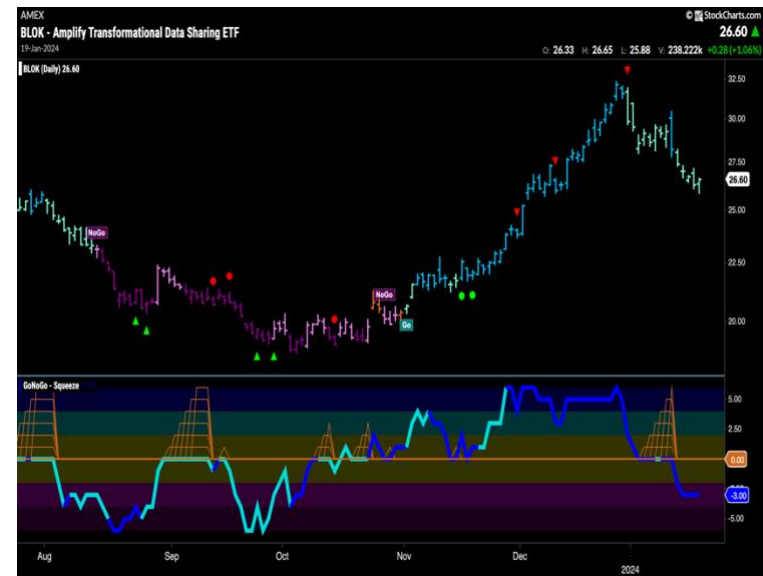 AMEX
© StockCharts.com
BLOK - Amplify Transformational Data Sharing ETF
26.60
19-Jan-2024
O: 26.33 H: 26.65 L: 25.88 V: 238.222k +0.28 (+1.06%)
BLOK (Daily) 26.60
32.50
30.00
27.50
26.60
25.00
NoGo
22.50
NoGo
Go
20.00
GoNoGo - Squeeze
5.00
2.50
0.00
-3.00
-5.00
Aug Sep Oct Nov Dec
2024